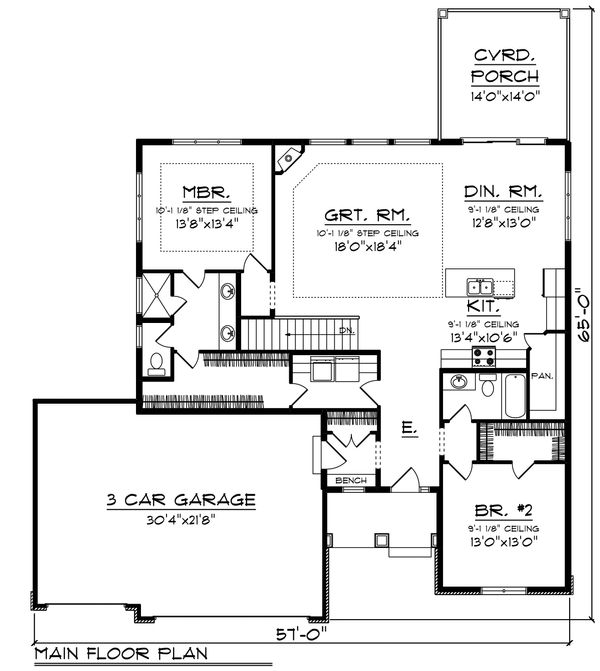 CVRD.
PORCH
14'0"x14'0"
MBR.
10'-1 1/8" STEP CEILING
13'8"x13'4"
GRT. RM.
10'-1 1/8" STEP CEILING
18'0"x18'4"
DIN. RM.
9'-1 1/8" CEILING
12'8"x13'0"
KIT.
9'-1 1/8" CEILING
13'4"x10'6"
65'-0"
DN.
PAN.
E.
BENCH
3 CAR GARAGE
30'4"x21'8"
BR. #2
9'-1 1/8" CEILING
13'0"x13'0"
57'-0"
MAIN FLOOR PLAN